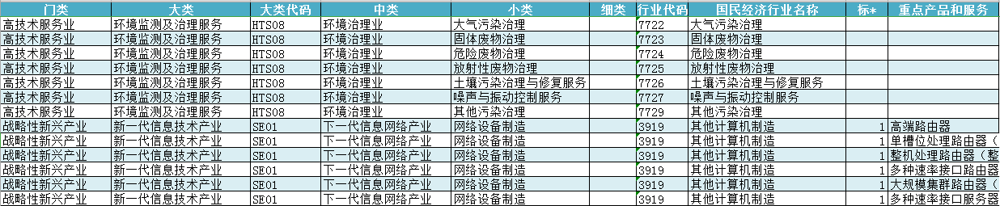 门类 大类 大类代码 中类 小类 细类 行业代码 国民经济行业名称 标* 重点产品和服务
高技术服务业 环境监测及治理服务 HTS08 环境治理业 大气污染治理 7722 大气污染治理
高技术服务业 环境监测及治理服务 HTS08 环境治理业 固体废物治理 7723 固体废物治理
高技术服务业 环境监测及治理服务 HTS08 环境治理业 危险废物治理 7724 危险废物治理
高技术服务业 环境监测及治理服务 HTS08 环境治理业 放射性废物治理 7725 放射性废物治理
高技术服务业 环境监测及治理服务 HTS08 环境治理业 土壤污染治理与修复服务 7726 土壤污染治理与修复服务
高技术服务业 环境监测及治理服务 HTS08 环境治理业 噪声与振动控制服务 7727 噪声与振动控制服务
高技术服务业 环境监测及治理服务 HTS08 环境治理业 其他污染治理 7729 其他污染治理
战略性新兴产业 新一代信息技术产业 SE01 下一代信息网络产业 网络设备制造 3919 其他计算机制造 1 高端路由器
战略性新兴产业 新一代信息技术产业 SE01 下一代信息网络产业 网络设备制造 3919 其他计算机制造 1 单槽位处理路由器（
战略性新兴产业 新一代信息技术产业 SE01 下一代信息网络产业 网络设备制造 3919 其他计算机制造 1 整机处理路由器（整
战略性新兴产业 新一代信息技术产业 SE01 下一代信息网络产业 网络设备制造 3919 其他计算机制造 1 多种速率接口路由器
战略性新兴产业 新一代信息技术产业 SE01 下一代信息网络产业 网络设备制造 3919 其他计算机制造 1 大规模集群路由器（
战略性新兴产业 新一代信息技术产业 SE01 下一代信息网络产业 网络设备制造 3919 其他计算机制造 1 多种速率接口服务器